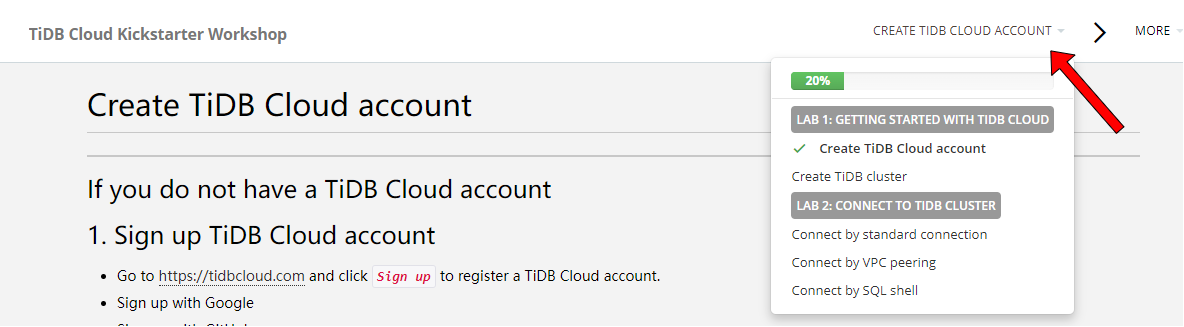 TiDB Cloud Kickstarter Workshop
CREATE TIDB CLOUD ACCOUNT
MORE
20%
LAB 1: GETTING STARTED WITH TIDB CLOUD
Create TiDB Cloud account
Create TiDB cluster
LAB 2: CONNECT TO TIDB CLUSTER
Connect by standard connection
Connect by VPC peering
Connect by SQL shell
Create TiDB Cloud account
If you do not have a TiDB Cloud account
1. Sign up TiDB Cloud account
• Go to https://tidbcloud.com and click Sign up to register a TiDB Cloud account.
• Sign up with Google